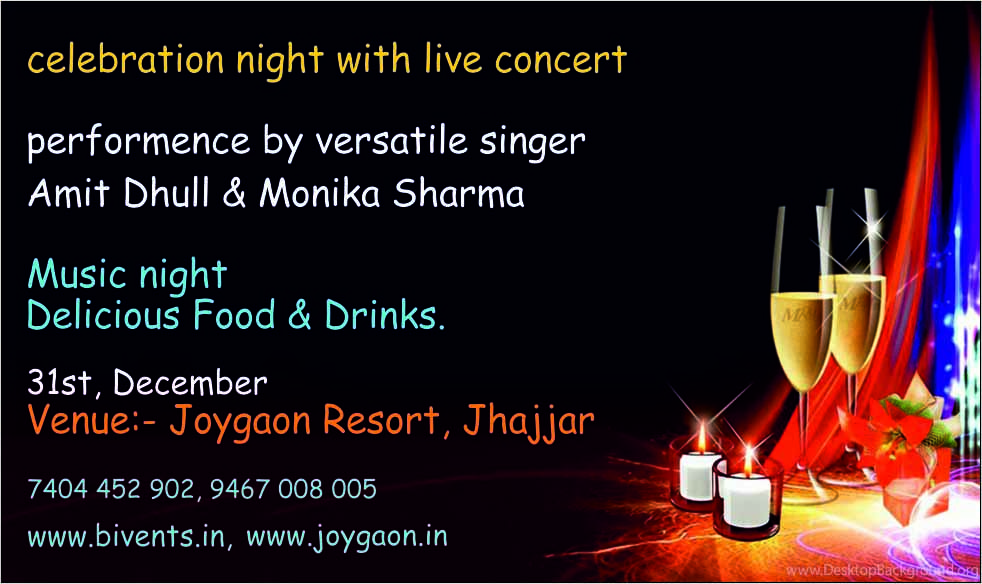 celebration night with live concert
performence by versatile singer
Amit Dhull & Monika Sharma
Music night
Delicious Food & Drinks.
31st, December
Venue:- Joygaon Resort, Jhajjar
7404 452 902, 9467 008 005
www.bivents.in, www.joygaon.in
www.DesktopBackground.org